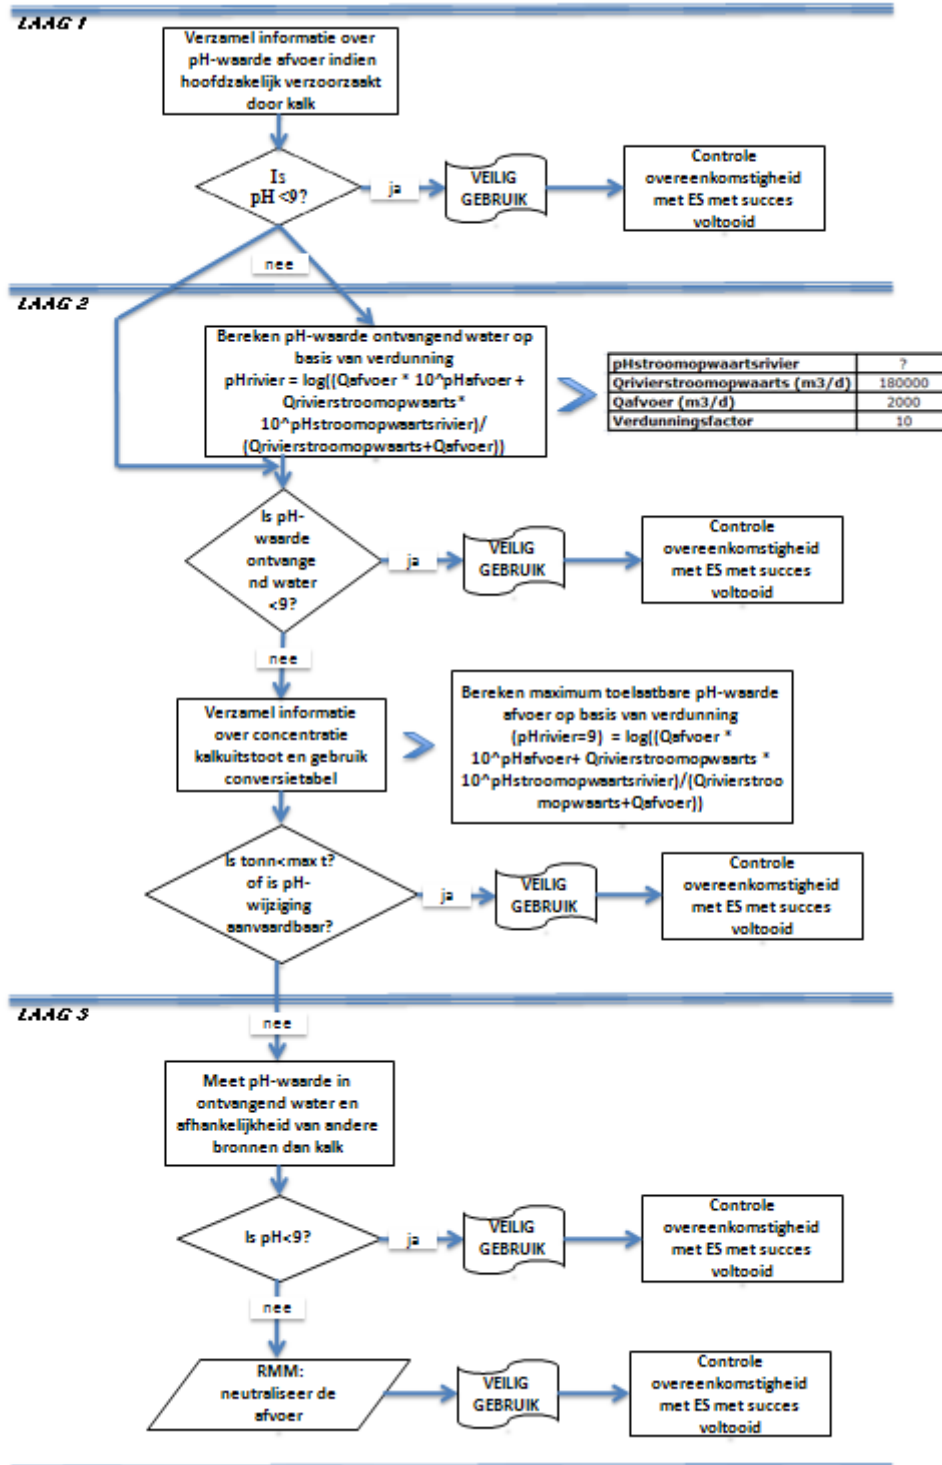 LAAG 1
Verzamel informatie over
pH-waarde afvoer indien
hoofdzakelijk verzoorzaakt
door kalk
Is
pH <9?
ja
VEILIG
GEBRUIK
Controle
overeenkomstigheid
met ES met succes
voltooid
nee
LAAG 2
Bereken pH-waarde ontvangend water op
basis van verdunning
pHrivier = log((Qafvoer * 10^pHafvoer +
Qrivierstroomopwaarts*
10^pHstroomopwaartsrivier)/
(Qrivierstroomopwaarts+Qafvoer))
pHstroomopwaartsrivier ?
Qrivierstroomopwaarts (m3/d) 180000
Qafvoer (m3/d) 2000
Verdunningsfactor 10
Is pH-
waarde
ontvange
nd water
<9?
ja
VEILIG
GEBRUIK
Controle
overeenkomstigheid
met ES met succes
voltooid
nee
Verzamel informatie
over concentratie
kalkuitstoot en gebruik
conversietabel
Bereken maximum toelaatbare pH-waarde
afvoer op basis van verdunning
(pHrivier=9) = log((Qafvoer *
10^pHafvoer+ Qrivierstroomopwaarts *
10^pHstroomopwaartsrivier)/(Qrivierstroo
mopwaarts+Qafvoer))
Is tonn<max t?
of is pH-
wijziging
aanvaardbaar?
ja
VEILIG
GEBRUIK
Controle
overeenkomstigheid
met ES met succes
voltooid
LAAG 3
nee
Meet pH-waarde in
ontvangend water en
afhankelijkheid van andere
bronnen dan kalk
Is pH<9?
ja
VEILIG
GEBRUIK
Controle
overeenkomstigheid
met ES met succes
voltooid
nee
RMM:
neutraliseer de
afvoer
VEILIG
GEBRUIK
Controle
overeenkomstigheid
met ES met succes
voltooid